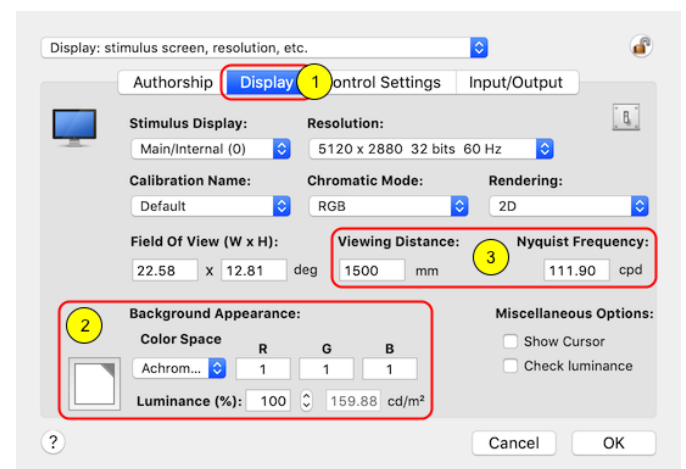 Display: stimulus screen, resolution, etc.
Authorship Display 1 ontrol Settings Input/Output
Stimulus Display: Resolution:
Main/Internal (0) 5120 x 2880 32 bits 60 Hz
Calibration Name: Chromatic Mode: Rendering:
Default RGB 2D
Field Of View (W x H): Viewing Distance: Nyquist Frequency:
22.58 x 12.81 deg 1500 mm 3 111.90 cpd
2 Background Appearance: Miscellaneous Options:
Color Space R G B Show Cursor
Achrom... 1 1 1 Check luminance
Luminance (%): 100 159.88 cd/m²
? Cancel OK